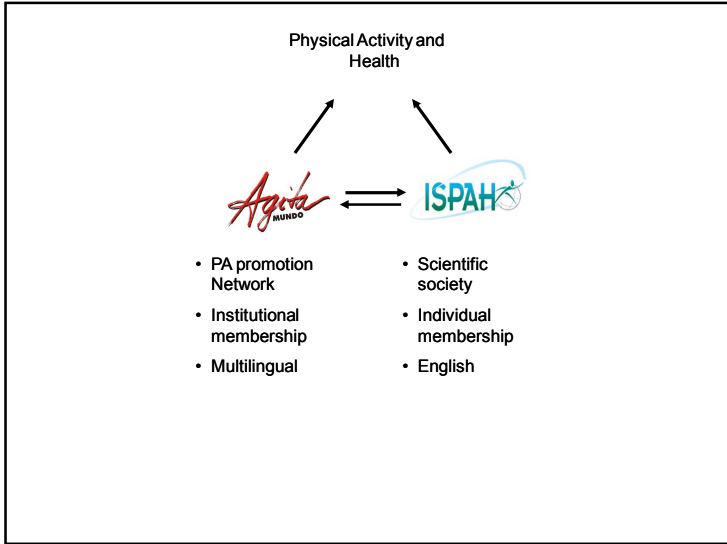 Physical Activity and
Health
Agita
MUNDO
ISPAH
• PA promotion
Network
• Institutional
membership
• Multilingual
• Scientific
society
• Individual
membership
• English